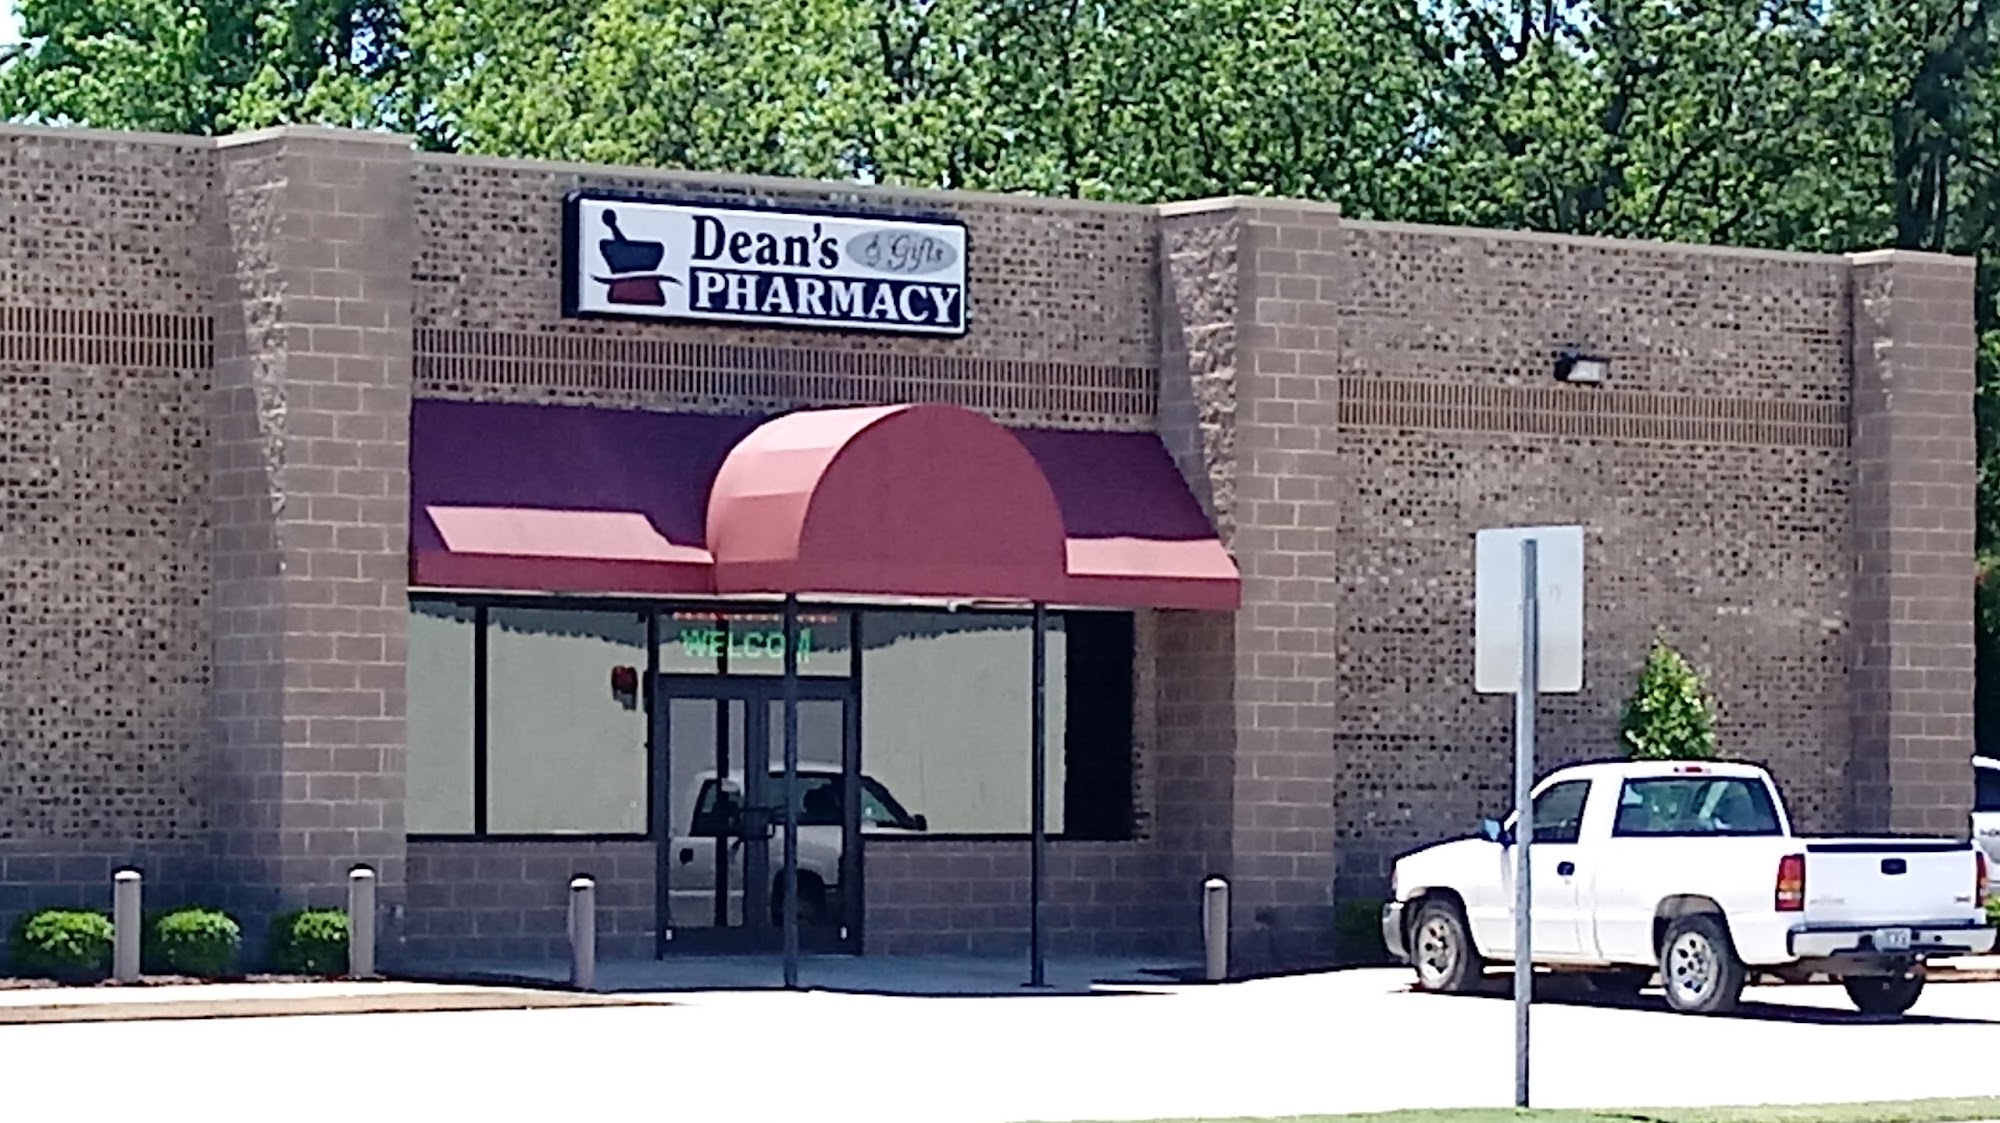 Dean's & Gifts
PHARMACY
WELCOM